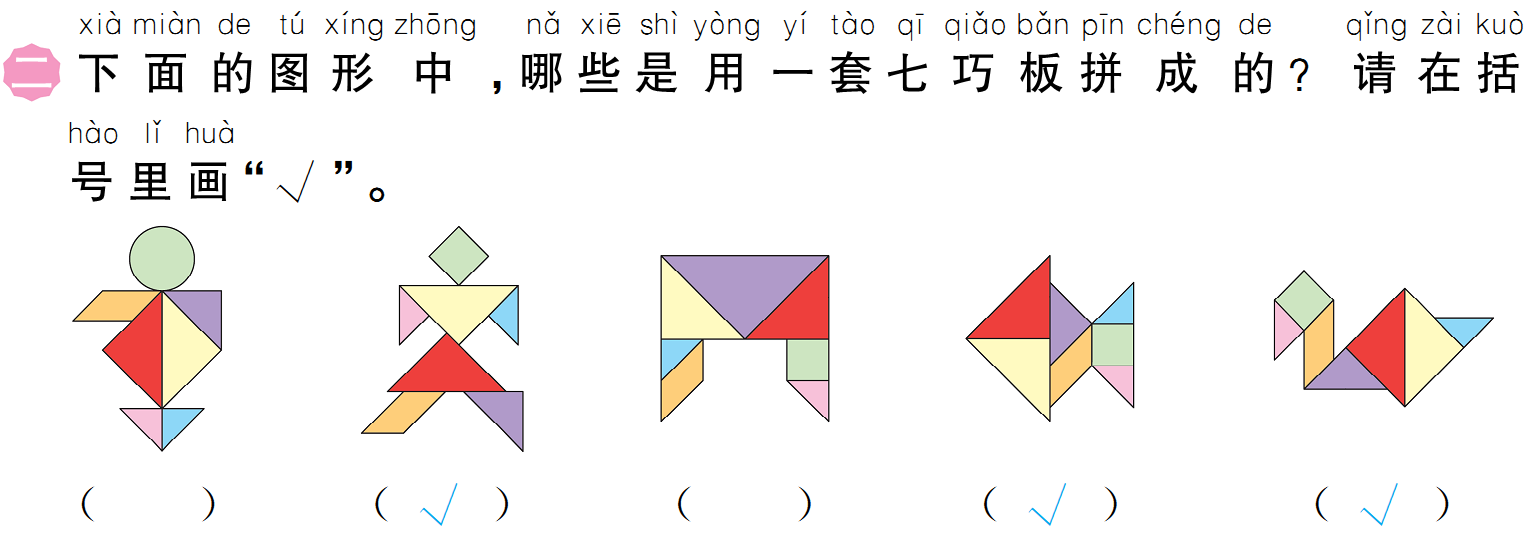 xià miàn de tú xíng zhōng nǎ xiē shì yòng yí tào qī qiǎo bǎn pīn chéng de qǐng zài kuò
二 下面的图形中,哪些是用一套七巧板拼成的? 请在括
hào lǐ huà
号里画“√”。
( ) ( √ ) ( ) ( √ ) ( √ )